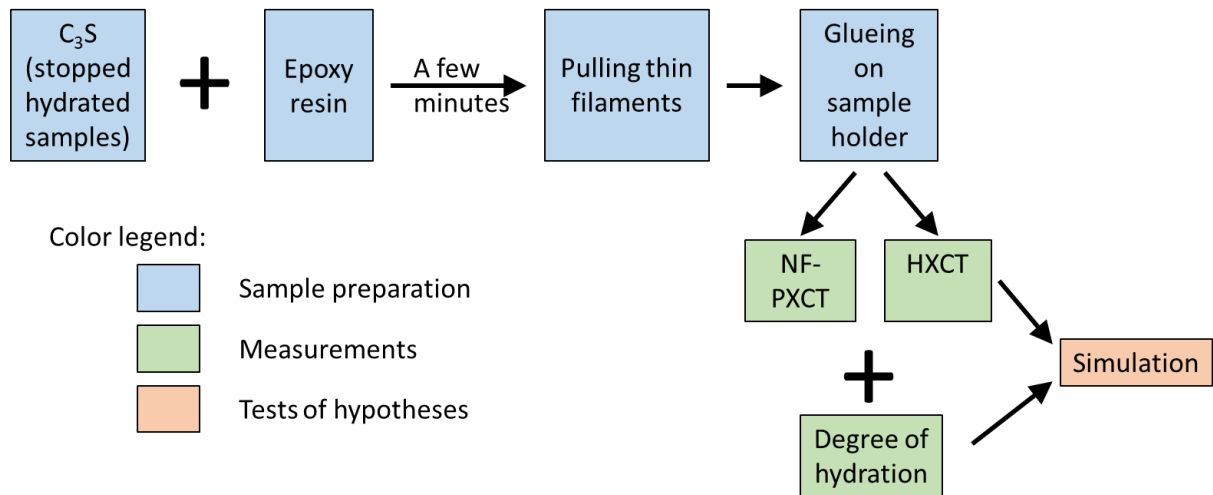 C₃S
(stopped
hydrated
samples)
+
Epoxy
resin
A few
minutes
Pulling thin
filaments
Glueing
on
sample
holder
Color legend:
Sample preparation
Measurements
Tests of hypotheses
NF-
PXCT
HXCT
+
Degree of
hydration
Simulation